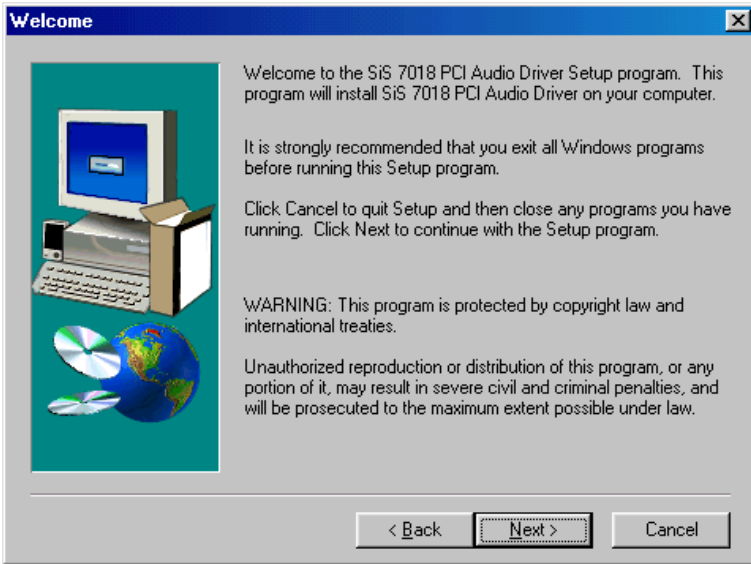 Welcome
Welcome to the SiS 7018 PCI Audio Driver Setup program.  This
program will install SiS 7018 PCI Audio Driver on your computer.
It is strongly recommended that you exit all Windows programs
before running this Setup program.
Click Cancel to quit Setup and then close any programs you have
running.  Click Next to continue with the Setup program.
WARNING: This program is protected by copyright law and
international treaties.
Unauthorized reproduction or distribution of this program, or any
portion of it, may result in severe civil and criminal penalties, and
will be prosecuted to the maximum extent possible under law.
< Back Next > Cancel